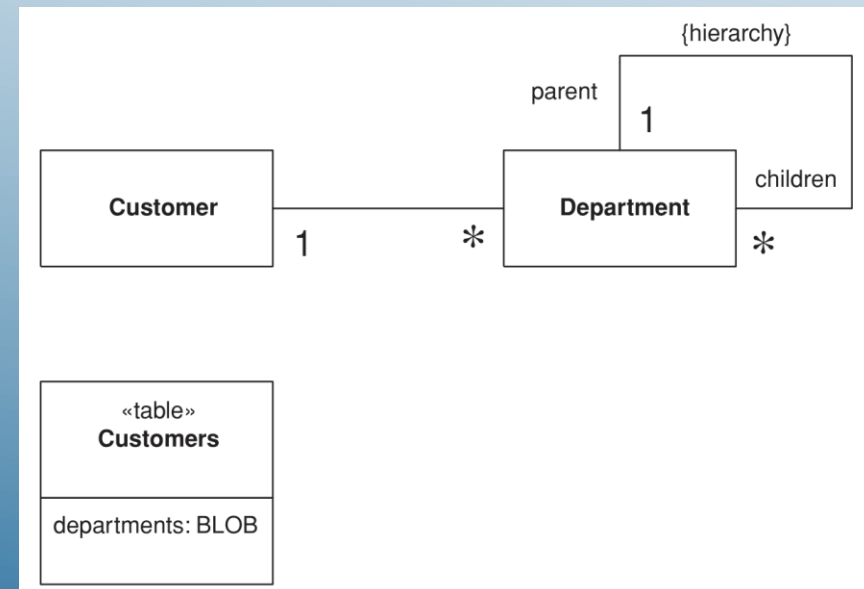 {hierarchy}
parent
1
children
Customer
Department
1
*
*
«table»
Customers
departments: BLOB